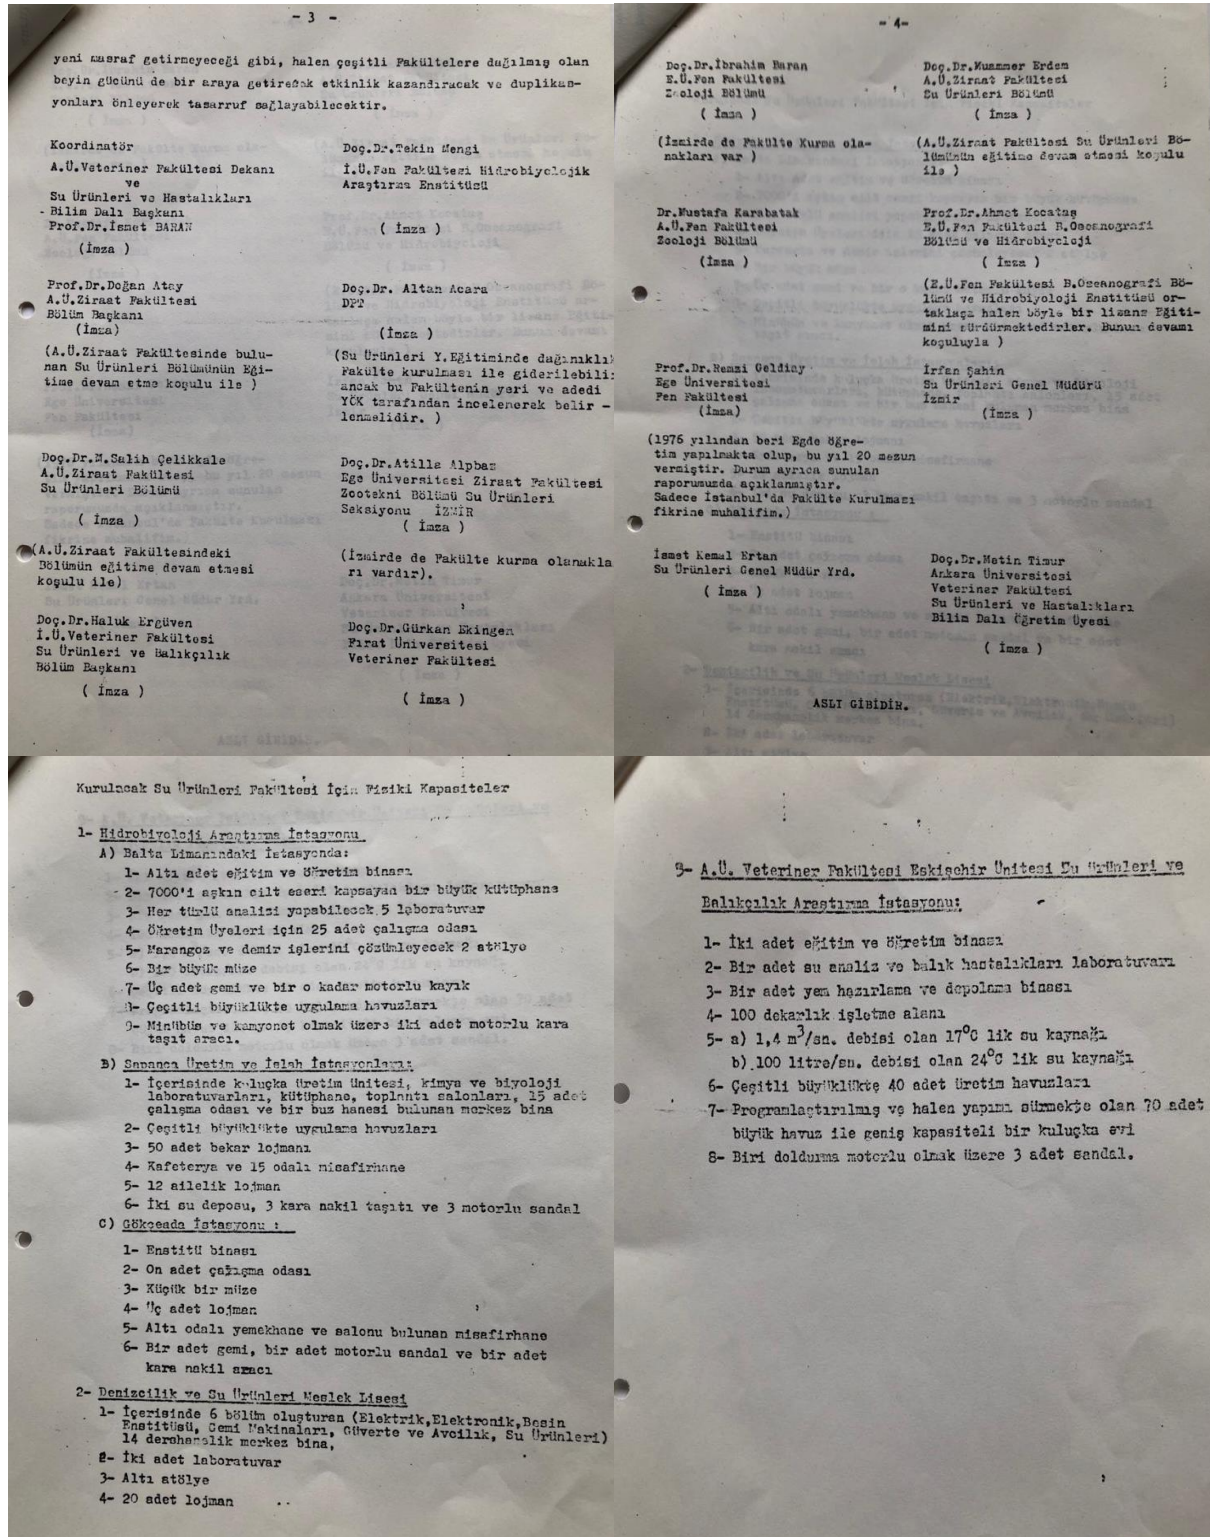 - 3 -
yeni masraf getirmeyeceği gibi, halen çeşitli Fakültelere dağılmış olan
beyin gücünü de bir araya getirerek etkinlik kazandıracak ve duplikas-
yonları önleyerek tasarruf sağlayabilecektir.
Koordinatör
A.Ü.Veteriner Fakültesi Dekanı
ve
Su Ürünleri ve Hastalıkları
- Bilim Dalı Başkanı
Prof.Dr.İsmet BARAN
(İmza )
Doç.Dr.Tekin Mengi
İ.Ü.Fen Fakültesi Hidrobiyolojik
Araştırma Enstitüsü
( İmza )
Prof.Dr.Doğan Atay
A.Ü.Ziraat Fakültesi
Bölüm Başkanı
(İmza)
(A.Ü.Ziraat Fakültesinde bulu-
nan Su Ürünleri Bölümünün Eği-
time devam etme koşulu ile )
Doç.Dr. Altan Acara
DPT
(İmza )
(Su Ürünleri Y.Eğitiminde dağınıklı
Fakülte kurulması ile giderilebili
ancak bu Fakültenin yeri ve adedi
YÖK tarafından incelenerek belir -
lenmelidir. )
Doç.Dr.M.Salih Çelikkale
A.Ü.Ziraat Fakültesi
Su Ürünleri Bölümü
( İmza )
(A.Ü.Ziraat Fakültesindeki
Bölümün eğitime devam etmesi
koşulu ile)
Doç.Dr.Atilla Alpbaz
Ege Üniversitesi Ziraat Fakültesi
Zootekni Bölümü Su Ürünleri
Seksiyonu İZMİR
( İmza )
(İzmirde de Fakülte kurma olanakla
rı vardır).
Doç.Dr.Haluk Ergüven
İ.Ü.Veteriner Fakültesi
Su Ürünleri ve Balıkçılık
Bölüm Başkanı
( İmza )
Doç.Dr.Gürkan Ekingen
Fırat Üniversitesi
Veteriner Fakültesi
( İmza )
- 4-
Doç.Dr.İbrahim Baran
E.Ü.Fen Fakültesi
Zooloji Bölümü
( İmza )
(İzmirde de Fakülte Kurma ola-
nakları var )
Doç.Dr.Muammer Erdem
A.Ü.Ziraat Fakültesi
Su Ürünleri Bölümü
( İmza )
(A.Ü.Ziraat Fakültesi Su Ürünleri Bö-
lümünün eğitime devam etmesi koşulu
ile )
Dr.Mustafa Karabatak
A.Ü.Fen Fakültesi
Zooloji Bölümü
(İmza )
Prof.Dr.Ahmet Kocataş
E.Ü.Fen Fakültesi B.Oseanografi
Bölümü ve Hidrobiyoloji
( İmza )
(E.Ü.Fen Fakültesi B.Oseanografi Bö-
lümü ve Hidrobiyoloji Enstitüsü or-
taklaşa halen böyle bir lisans Eğiti-
mini sürdürmektedirler. Bunun devamı
koşuluyla )
Prof.Dr.Remzi Geldiay
Ege Üniversitesi
Fen Fakültesi
(İmza)
(1976 yılından beri Egde öğre-
tim yapılmakta olup, bu yıl 20 mezun
vermiştir. Durum ayrıca sunulan
raporumuzda açıklanmıştır.
Sadece İstanbul'da Fakülte Kurulması
fikrine muhalifim.)
İrfan Şahin
Su Ürünleri Genel Müdürü
İzmir
(İmza )
İsmet Kemal Ertan
Su Ürünleri Genel Müdür Yrd.
( İmza )
Doç.Dr.Metin Timur
Ankara Üniversitesi
Veteriner Fakültesi
Su Ürünleri ve Hastalıkları
Bilim Dalı Öğretim Üyesi
( İmza )
ASLI GİBİDİR.
Kurulacak Su Ürünleri Fakültesi İçin Fiziki Kapasiteler
1- Hidrobiyoloji Araştırma İstasyonu
A) Balta Limanındaki İstasyonda:
1- Altı adet eğitim ve öğretim binası
- 2- 7000'i aşkın cilt eseri kapsayan bir büyük kütüphane
3- Her türlü analizi yapabilecek 5 laboratuvar
4- Öğretim Üyeleri için 25 adet çalışma odası
5- Marangoz ve demir işlerini çözümleyecek 2 atölye
6- Bir büyük müze
7- Üç adet gemi ve bir o kadar motorlu kayık
8- Çeşitli büyüklükte uygulama havuzları
9- Minübüs ve kamyonet olmak üzere iki adet motorlu kara
taşıt aracı.
B) Sapanca Üretim ve Islah İstasyonları:
1- İçerisinde kuluçka üretim ünitesi, kimya ve biyoloji
laboratuvarları, kütüphane, toplantı salonları, 15 adet
çalışma odası ve bir buz hanesi bulunan merkez bina
2- Çeşitli büyüklükte uygulama havuzları
3- 50 adet bekar lojmanı
4- Kafeterya ve 15 odalı misafirhane
5- 12 ailelik lojman
6- İki su deposu, 3 kara nakil taşıtı ve 3 motorlu sandal
C) Gökçeada İstasyonu :
1- Enstitü binası
2- On adet çalışma odası
3- Küçük bir müze
4- Üç adet lojman
5- Altı odalı yemekhane ve salonu bulunan misafirhane
6- Bir adet gemi, bir adet motorlu sandal ve bir adet
kara nakil aracı
2- Denizcilik ve Su Ürünleri Meslek Lisesi
1- İçerisinde 6 bölüm oluşturan (Elektrik,Elektronik,Besin
Enstitüsü, Gemi Makinaları, Güverte ve Avcılık, Su Ürünleri)
14 dershanelik merkez bina,
2- İki adet laboratuvar
3- Altı atölye
4- 20 adet lojman
3- A.Ü. Veteriner Fakültesi Eskişehir Ünitesi Su Ürünleri ve
Balıkçılık Araştırma İstasyonu:
1- İki adet eğitim ve öğretim binası
2- Bir adet su analiz ve balık hastalıkları laboratuvarı
3- Bir adet yem hazırlama ve depolama binası
4- 100 dekarlık işletme alanı
5- a) 1,4 m³/sn. debisi olan 17°C lik su kaynağı
b) 100 litre/sn. debisi olan 24°C lik su kaynağı
6- Çeşitli büyüklükte 40 adet üretim havuzları
7- Programlaştırılmış ve halen yapımı sürmekte olan 70 adet
büyük havuz ile geniş kapasiteli bir kuluçka evi
8- Biri doldurma motorlu olmak üzere 3 adet sandal.